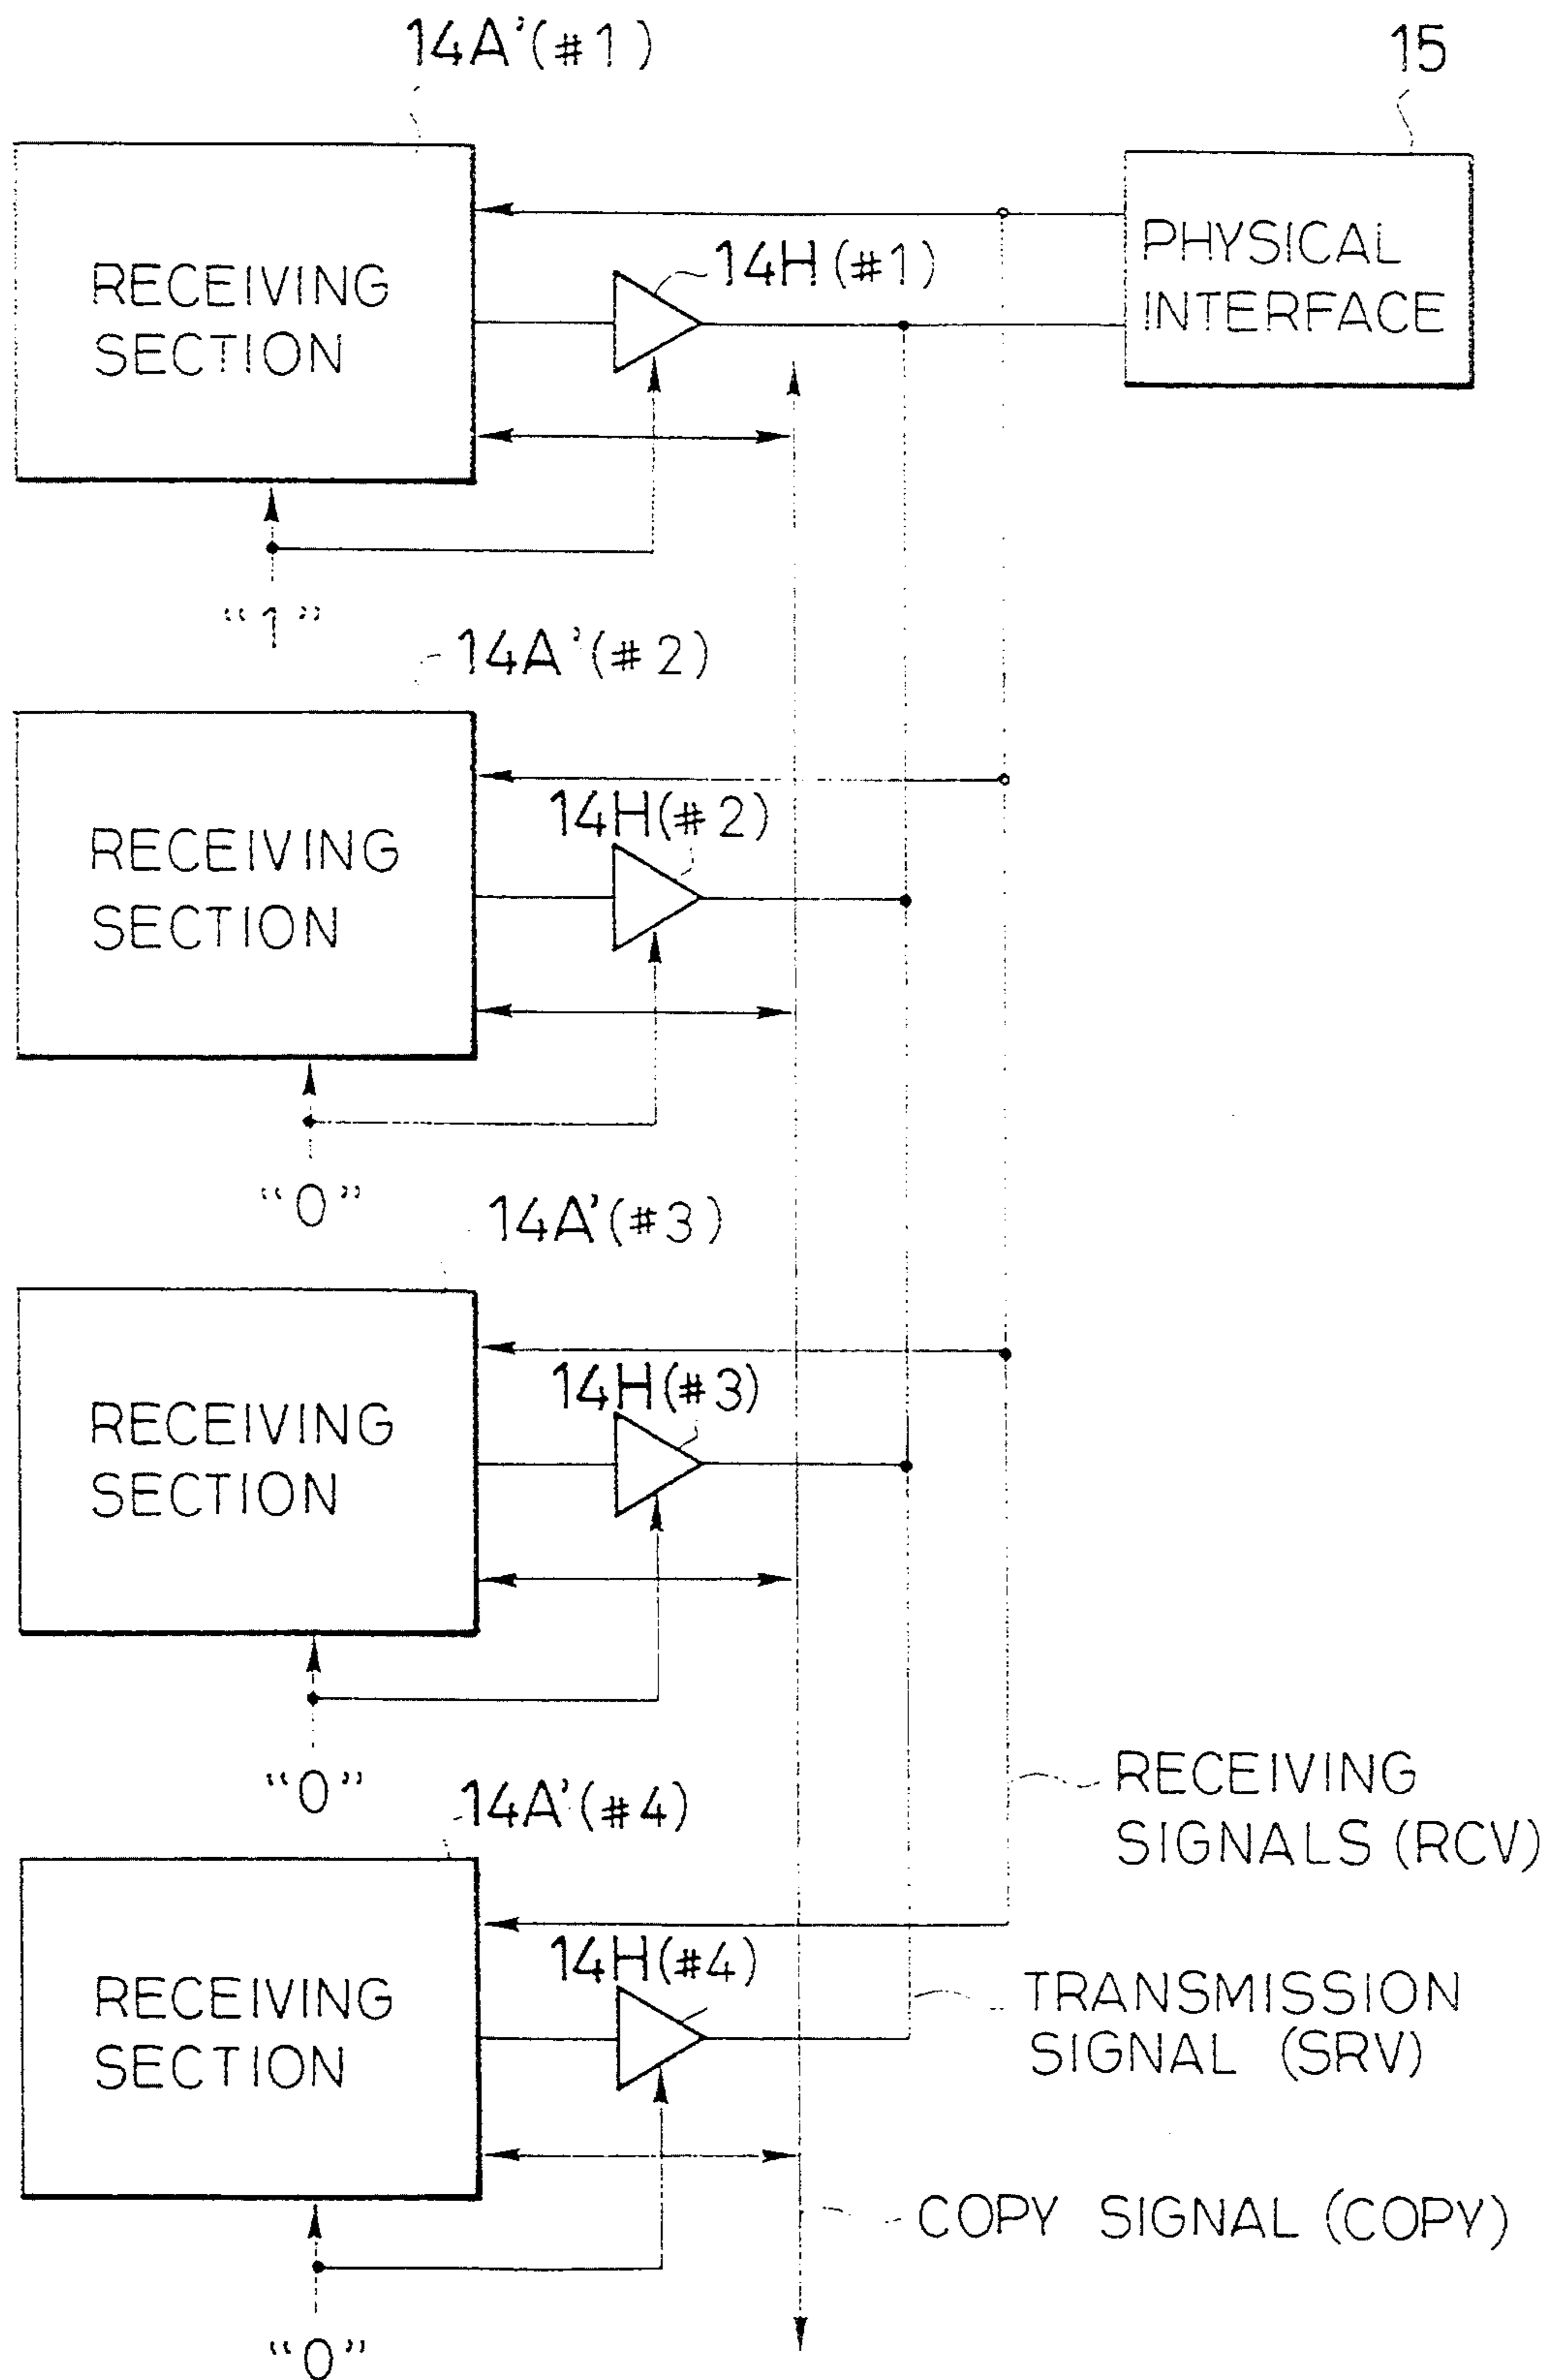 14A'(#1)
15
RECEIVING
SECTION
14H(#1)
PHYSICAL
INTERFACE
"1"
14A'(#2)
RECEIVING
SECTION
14H(#2)
"0"
14A'(#3)
RECEIVING
SECTION
14H(#3)
"0"
14A'(#4)
RECEIVING
SECTION
14H(#4)
"0"
RECEIVING
SIGNALS (RCV)
TRANSMISSION
SIGNAL (SRV)
COPY SIGNAL (COPY)